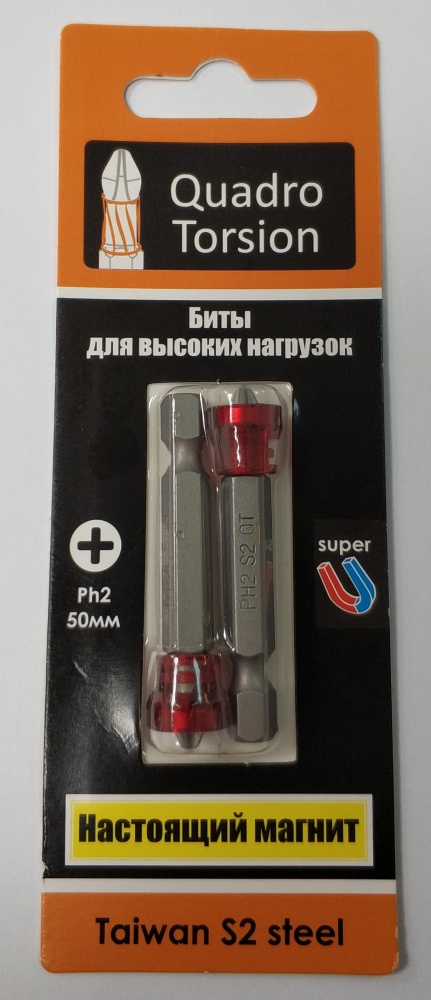 Quadro
Torsion
Биты
для высоких нагрузок
Ph2
50мм
PH2 S2 QT
super
Настоящий магнит
Taiwan S2 steel